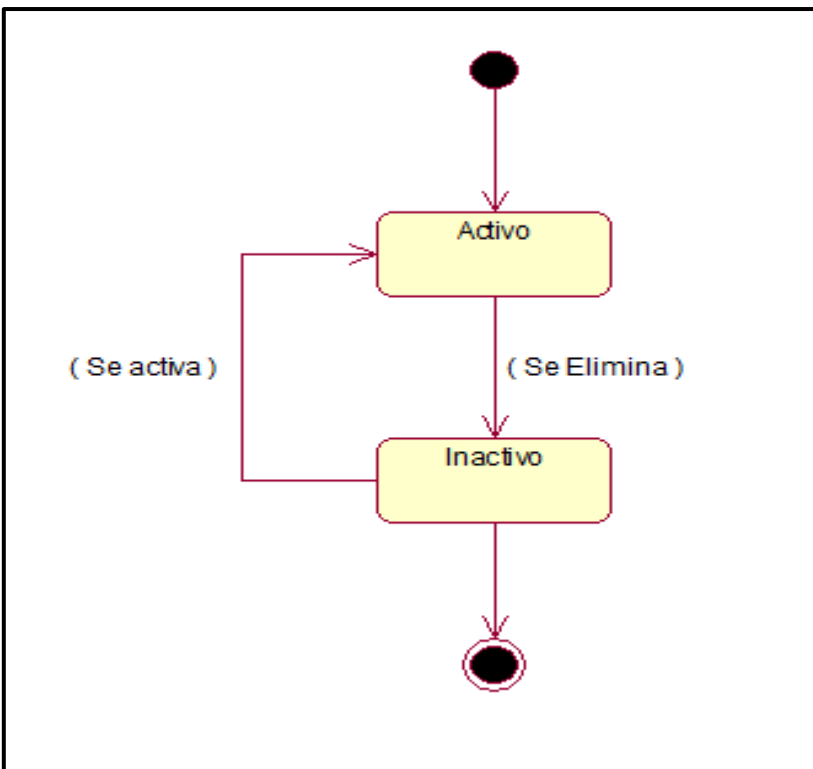 Activo
( Se activa )
( Se Elimina )
Inactivo